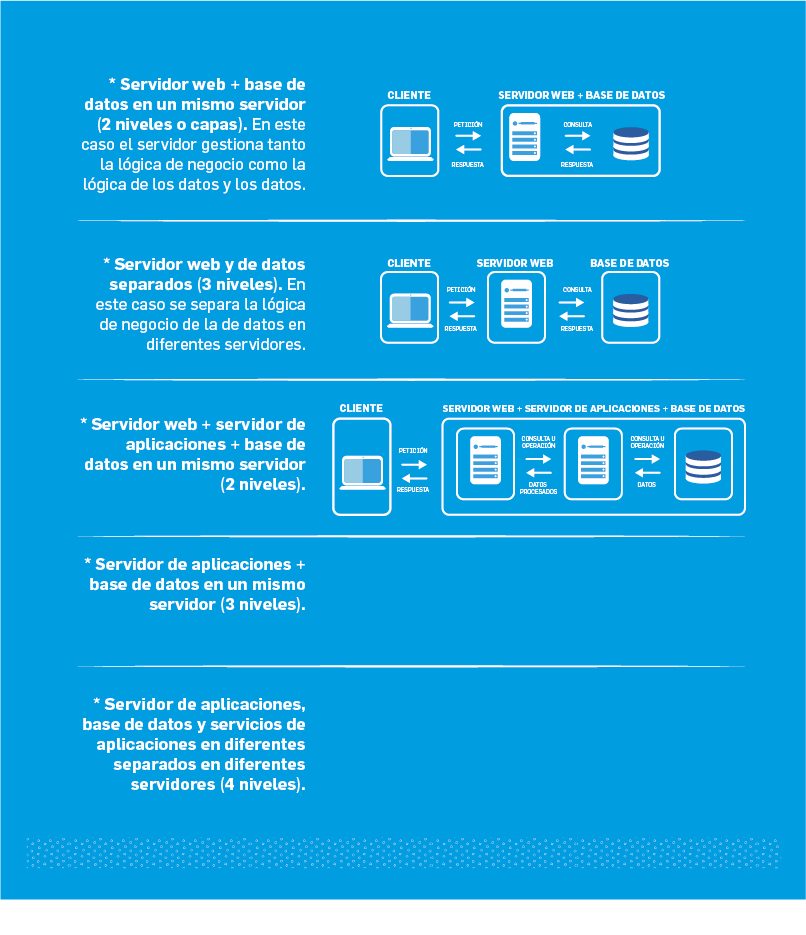 * Servidor web + base de
datos en un mismo servidor
(2 niveles o capas). En este
caso el servidor gestiona tanto
la lógica de negocio como la
lógica de los datos y los datos.
CLIENTE
SERVIDOR WEB + BASE DE DATOS
PETICIÓN
CONSULTA
RESPUESTA
RESPUESTA
* Servidor web y de datos
separados (3 niveles). En
este caso se separa la lógica
de negocio de la de datos en
diferentes servidores.
CLIENTE
SERVIDOR WEB
BASE DE DATOS
PETICIÓN
CONSULTA
RESPUESTA
RESPUESTA
* Servidor web + servidor de
aplicaciones + base de
datos en un mismo servidor
(2 niveles).
CLIENTE
SERVIDOR WEB + SERVIDOR DE APLICACIONES + BASE DE DATOS
PETICIÓN
RESPUESTA
CONSULTA U
OPERACIÓN
DATOS
PROCESADOS
CONSULTA U
OPERACIÓN
DATOS
* Servidor de aplicaciones +
base de datos en un mismo
servidor (3 niveles).
* Servidor de aplicaciones,
base de datos y servicios de
aplicaciones en diferentes
separados en diferentes
servidores (4 niveles).